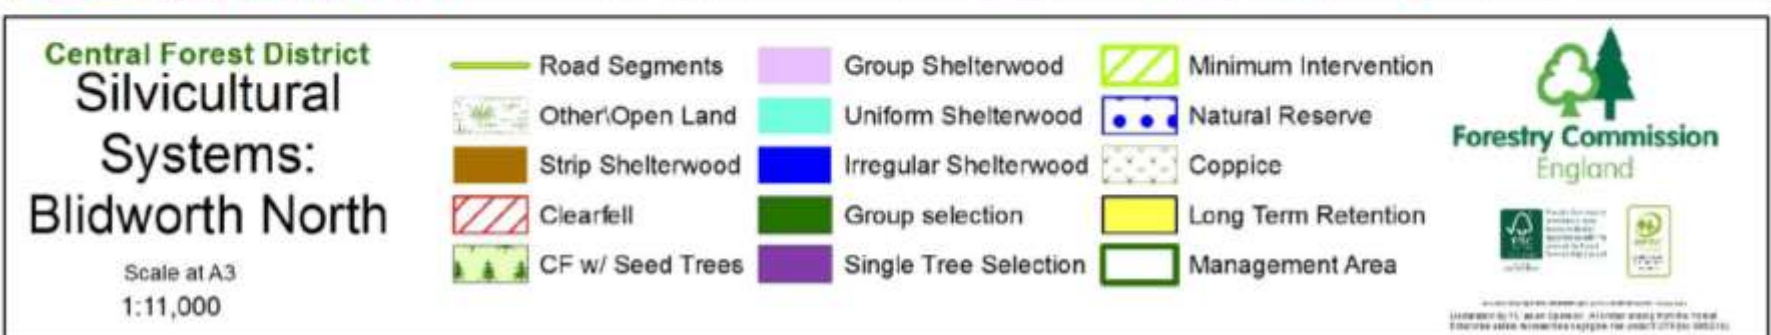 Central Forest District
Silvicultural
Systems:
Blidworth North
Scale at A3
1:11,000
Road Segments
Other\Open Land
Strip Shelterwood
Clearfell
CF w/ Seed Trees
Group Shelterwood
Uniform Shelterwood
Irregular Shelterwood
Group selection
Single Tree Selection
Minimum Intervention
Natural Reserve
Coppice
Long Term Retention
Management Area
Forestry Commission
England
FSC